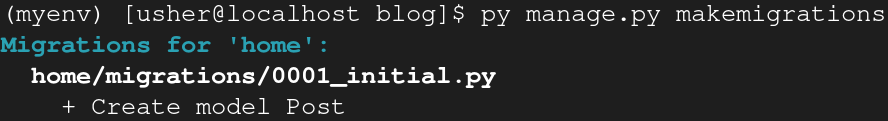 (myenv) [usher@localhost blog]$ py manage.py makemigrations
Migrations for 'home':
  home/migrations/0001_initial.py
    + Create model Post